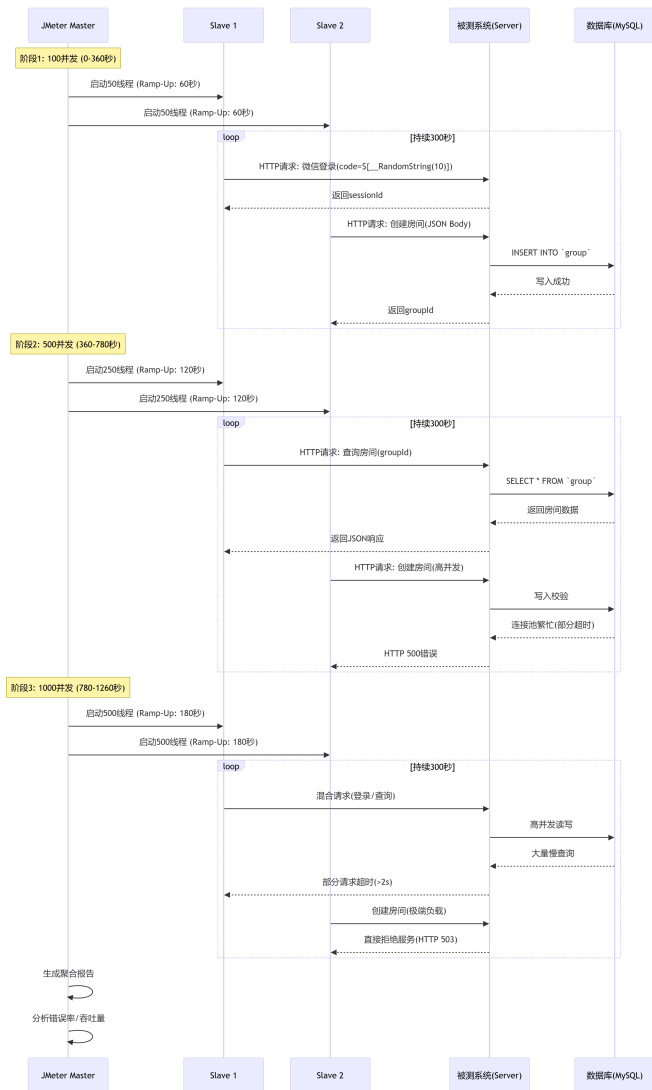 JMeter Master
Slave 1
Slave 2
被测系统(Server)
数据库(MySQL)
阶段1: 100并发 (0-360秒)
启动50线程 (Ramp-Up: 60秒)
启动50线程 (Ramp-Up: 60秒)
loop
[持续300秒]
HTTP请求: 微信登录(code=${__RandomString(10)})
返回sessionId
HTTP请求: 创建房间(JSON Body)
INSERT INTO `group`
写入成功
返回groupId
阶段2: 500并发 (360-780秒)
启动250线程 (Ramp-Up: 120秒)
启动250线程 (Ramp-Up: 120秒)
loop
[持续300秒]
HTTP请求: 查询房间(groupId)
SELECT * FROM `group`
返回房间数据
返回JSON响应
HTTP请求: 创建房间(高并发)
写入校验
连接池繁忙(部分超时)
HTTP 500错误
阶段3: 1000并发 (780-1260秒)
启动500线程 (Ramp-Up: 180秒)
启动500线程 (Ramp-Up: 180秒)
loop
[持续300秒]
混合请求(登录/查询)
高并发读写
大量慢查询
部分请求超时(>2s)
创建房间(极端负载)
直接拒绝服务(HTTP 503)
生成聚合报告
分析错误率/吞吐量
JMeter Master
Slave 1
Slave 2
被测系统(Server)
数据库(MySQL)